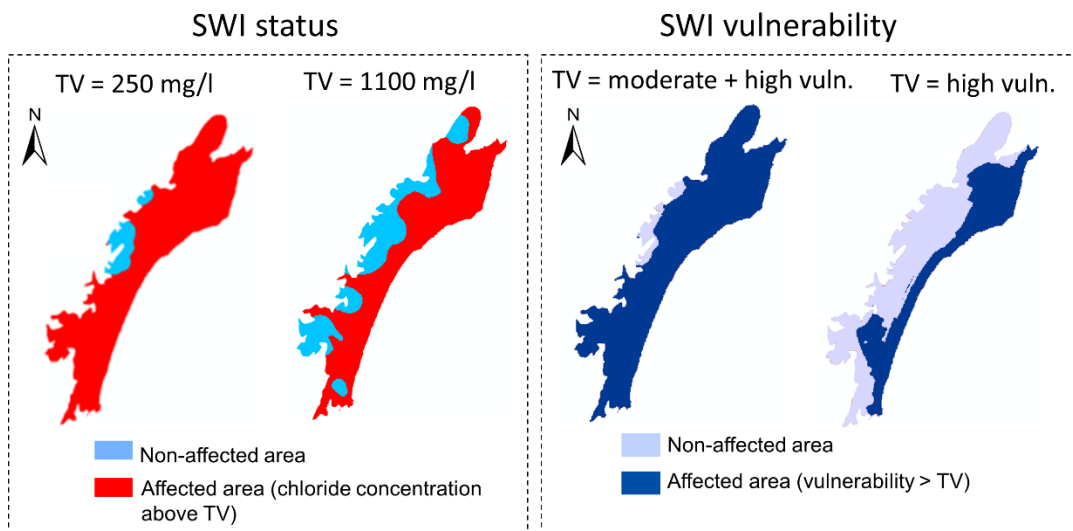 SWI status
TV = 250 mg/l
TV = 1100 mg/l
N
Non-affected area
Affected area (chloride concentration
above TV)
SWI vulnerability
TV = moderate + high vuln.
TV = high vuln.
N
Non-affected area
Affected area (vulnerability > TV)